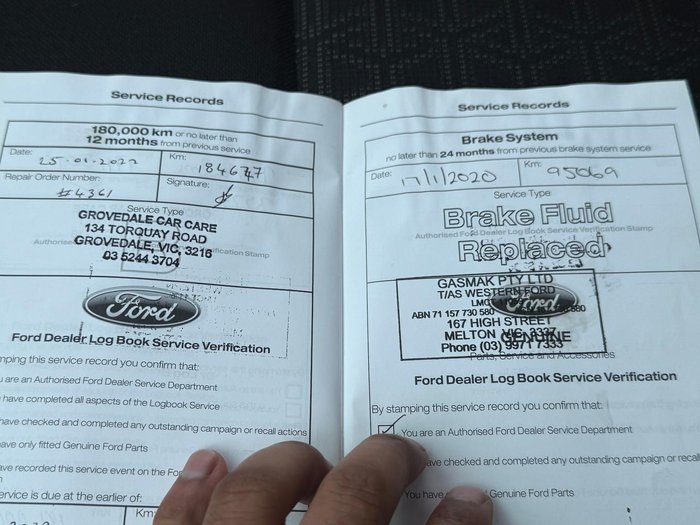 Service Records
180,000 km or no later than
12 months from previous service
Date: 25-01-2022
Km: 184677
Repair Order Number: #4361
Signature:
Service Type
GROVEDALE CAR CARE
134 TORQUAY ROAD
GROVEDALE, VIC, 3216
03 5244 3704
Ford
Ford Dealer Log Book Service Verification
stamping this service record you confirm that:
are an Authorised Ford Dealer Service Department
have completed all aspects of the Logbook Service
have checked and completed any outstanding campaign or recall actions
have only fitted Genuine Ford Parts
have recorded this service event on the
service is due at the earlier of:
Km:
Service Records
Brake System
no later than 24 months from previous brake system service
Date: 17/1/2020
Km: 95069
Service Type
Brake Fluid
Authorised Ford Dealer Log Book Service Verification Stamp
Replaced
GASMAK PTY LTD
T/AS WESTERN FORD
ABN 71 157 730 580
167 HIGH STREET
MELTON VIC 3337
GENUINE
Phone (03) 9971 7333
Parts, Service and Accessories
Ford
Ford Dealer Log Book Service Verification
By stamping this service record you confirm that:
You are an Authorised Ford Dealer Service Department
have checked and completed any outstanding campaign or recall
You have Genuine Ford Parts